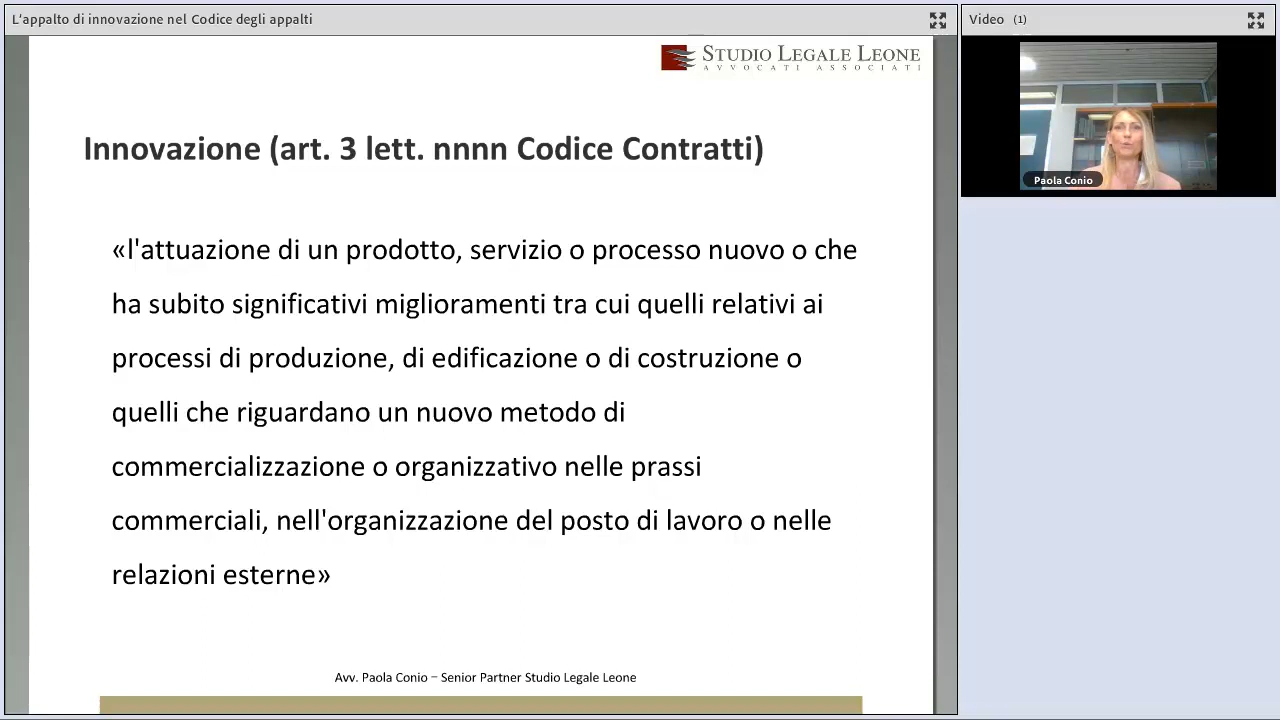 L'appalto di innovazione nel Codice degli appalti
Video (1)
STUDIO LEGALE LEONE
AVVOCATI ASSOCIATI
Paola Conio
Innovazione (art. 3 lett. nnnn Codice Contratti)
«l'attuazione di un prodotto, servizio o processo nuovo o che
ha subito significativi miglioramenti tra cui quelli relativi ai
processi di produzione, di edificazione o di costruzione o
quelli che riguardano un nuovo metodo di
commercializzazione o organizzativo nelle prassi
commerciali, nell'organizzazione del posto di lavoro o nelle
relazioni esterne»
Avv. Paola Conio – Senior Partner Studio Legale Leone